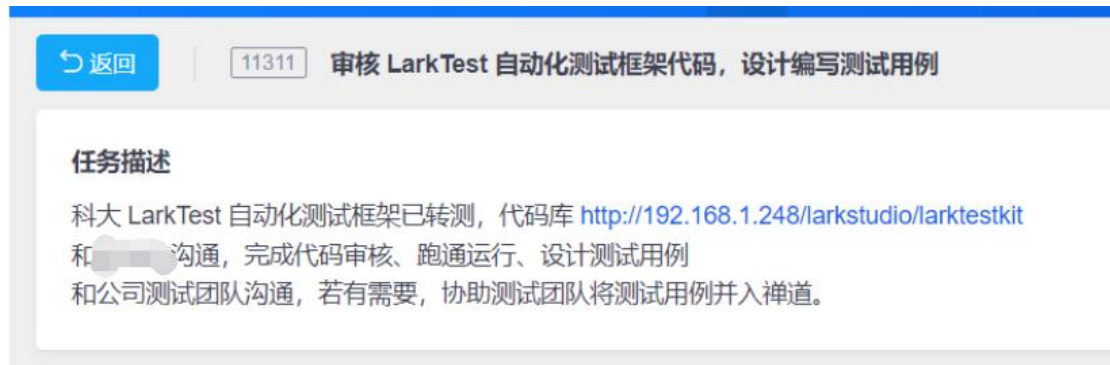 返回
11311
审核 LarkTest 自动化测试框架代码，设计编写测试用例
任务描述
科大 LarkTest 自动化测试框架已转测，代码库 http://192.168.1.248/larkstudio/larktestkit
和 沟通，完成代码审核、跑通运行、设计测试用例
和公司测试团队沟通，若有需要，协助测试团队将测试用例并入禅道。